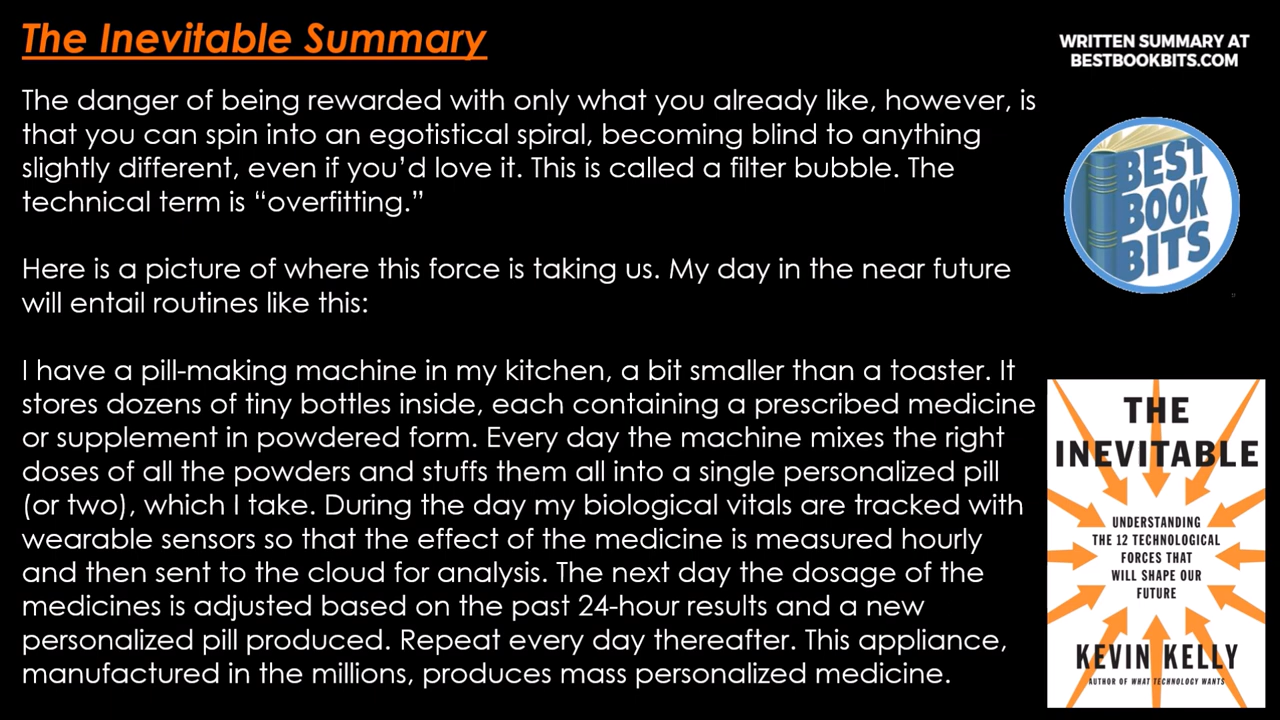 The Inevitable Summary
WRITTEN SUMMARY AT
BESTBOOKBITS.COM
The danger of being rewarded with only what you already like, however, is
that you can spin into an egotistical spiral, becoming blind to anything
slightly different, even if you’d love it. This is called a filter bubble. The
technical term is “overfitting.”
Here is a picture of where this force is taking us. My day in the near future
will entail routines like this:
I have a pill-making machine in my kitchen, a bit smaller than a toaster. It
stores dozens of tiny bottles inside, each containing a prescribed medicine
or supplement in powdered form. Every day the machine mixes the right
doses of all the powders and stuffs them all into a single personalized pill
(or two), which I take. During the day my biological vitals are tracked with
wearable sensors so that the effect of the medicine is measured hourly
and then sent to the cloud for analysis. The next day the dosage of the
medicines is adjusted based on the past 24-hour results and a new
personalized pill produced. Repeat every day thereafter. This appliance,
manufactured in the millions, produces mass personalized medicine.
BEST
BOOK
BITS
THE
INEVITABLE
UNDERSTANDING
THE 12 TECHNOLOGICAL
FORCES THAT
WILL SHAPE OUR
FUTURE
KEVIN KELLY
AUTHOR OF WHAT TECHNOLOGY WANTS